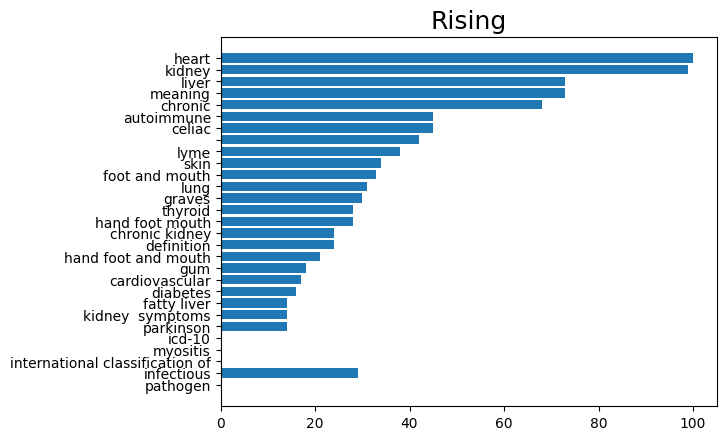 Rising
heart
kidney
liver
meaning
chronic
autoimmune
celiac
lyme
skin
foot and mouth
lung
graves
thyroid
hand foot mouth
chronic kidney
definition
hand foot and mouth
gum
cardiovascular
diabetes
fatty liver
kidney  symptoms
parkinson
icd-10
myositis
international classification of
infectious
pathogen
0 20 40 60 80 100